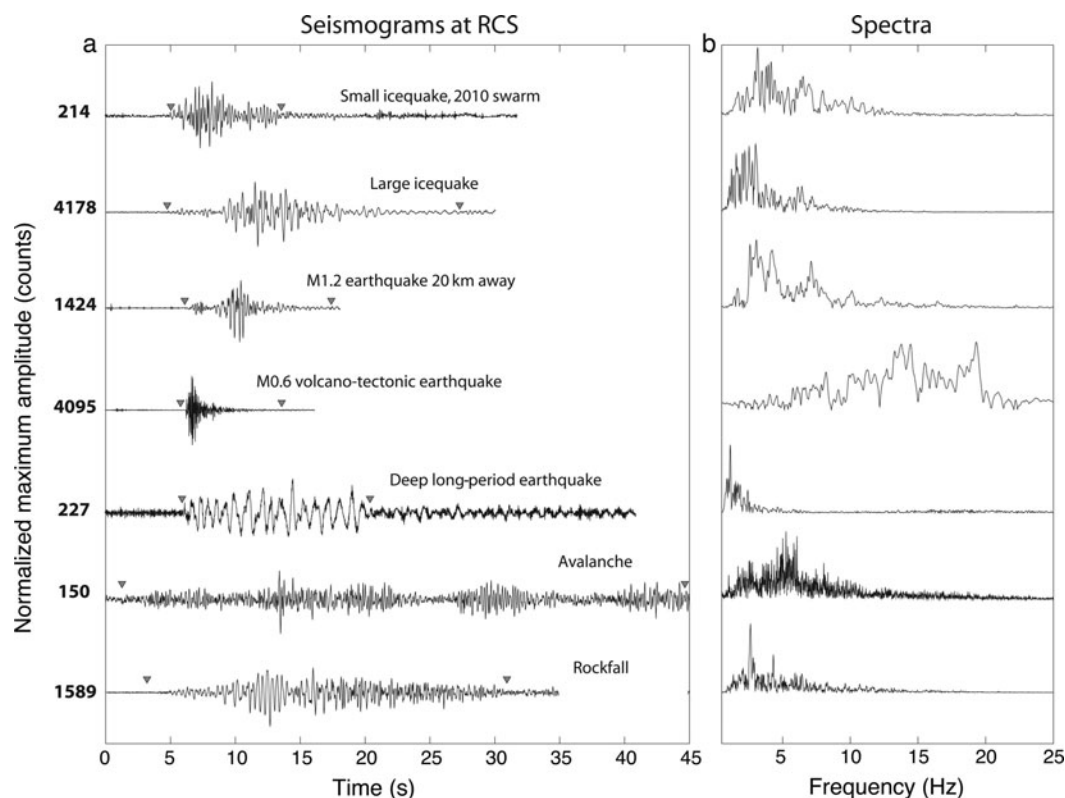 Seismograms at RCS
Spectra
a
b
Small icequake, 2010 swarm
214
Large icequake
4178
M1.2 earthquake 20 km away
1424
M0.6 volcano-tectonic earthquake
4095
Deep long-period earthquake
227
Avalanche
150
Rockfall
1589
Normalized maximum amplitude (counts)
0 5 10 15 20 25 30 35 40 45
5 10 15 20 25
Time (s)
Frequency (Hz)